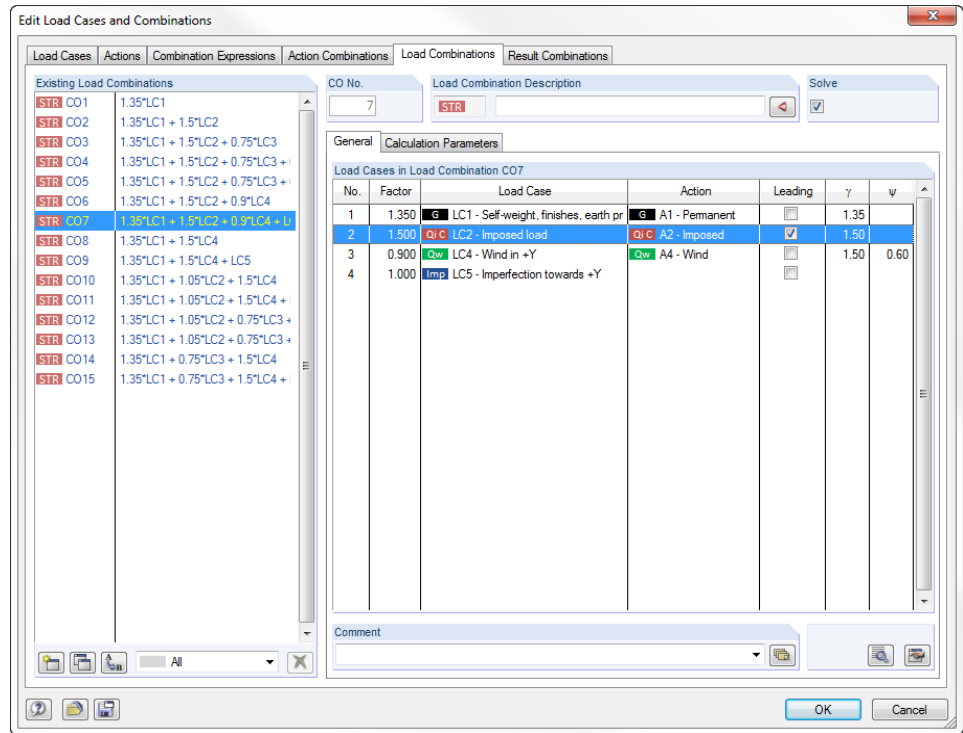 Edit Load Cases and Combinations
Load Cases Actions Combination Expressions Action Combinations Load Combinations Result Combinations
Existing Load Combinations
STR CO1 1.35*LC1
STR CO2 1.35*LC1 + 1.5*LC2
STR CO3 1.35*LC1 + 1.5*LC2 + 0.75*LC3
STR CO4 1.35*LC1 + 1.5*LC2 + 0.75*LC3 +
STR CO5 1.35*LC1 + 1.5*LC2 + 0.75*LC3 +
STR CO6 1.35*LC1 + 1.5*LC2 + 0.9*LC4
STR CO7 1.35*LC1 + 1.5*LC2 + 0.9*LC4 + L
STR CO8 1.35*LC1 + 1.5*LC4
STR CO9 1.35*LC1 + 1.5*LC4 + LC5
STR CO10 1.35*LC1 + 1.05*LC2 + 1.5*LC4
STR CO11 1.35*LC1 + 1.05*LC2 + 1.5*LC4 +
STR CO12 1.35*LC1 + 1.05*LC2 + 0.75*LC3 +
STR CO13 1.35*LC1 + 1.05*LC2 + 0.75*LC3 +
STR CO14 1.35*LC1 + 0.75*LC3 + 1.5*LC4
STR CO15 1.35*LC1 + 0.75*LC3 + 1.5*LC4 +
All
CO No.
7
Load Combination Description
STR
Solve
General Calculation Parameters
Load Cases in Load Combination CO7
No. Factor Load Case Action Leading γ ψ
1 1.350 G LC1 - Self-weight, finishes, earth pr G A1 - Permanent 1.35
2 1.500 Qi C LC2 - Imposed load Qi C A2 - Imposed 1.50
3 0.900 Qw LC4 - Wind in +Y Qw A4 - Wind 1.50 0.60
4 1.000 Imp LC5 - Imperfection towards +Y
Comment
OK Cancel